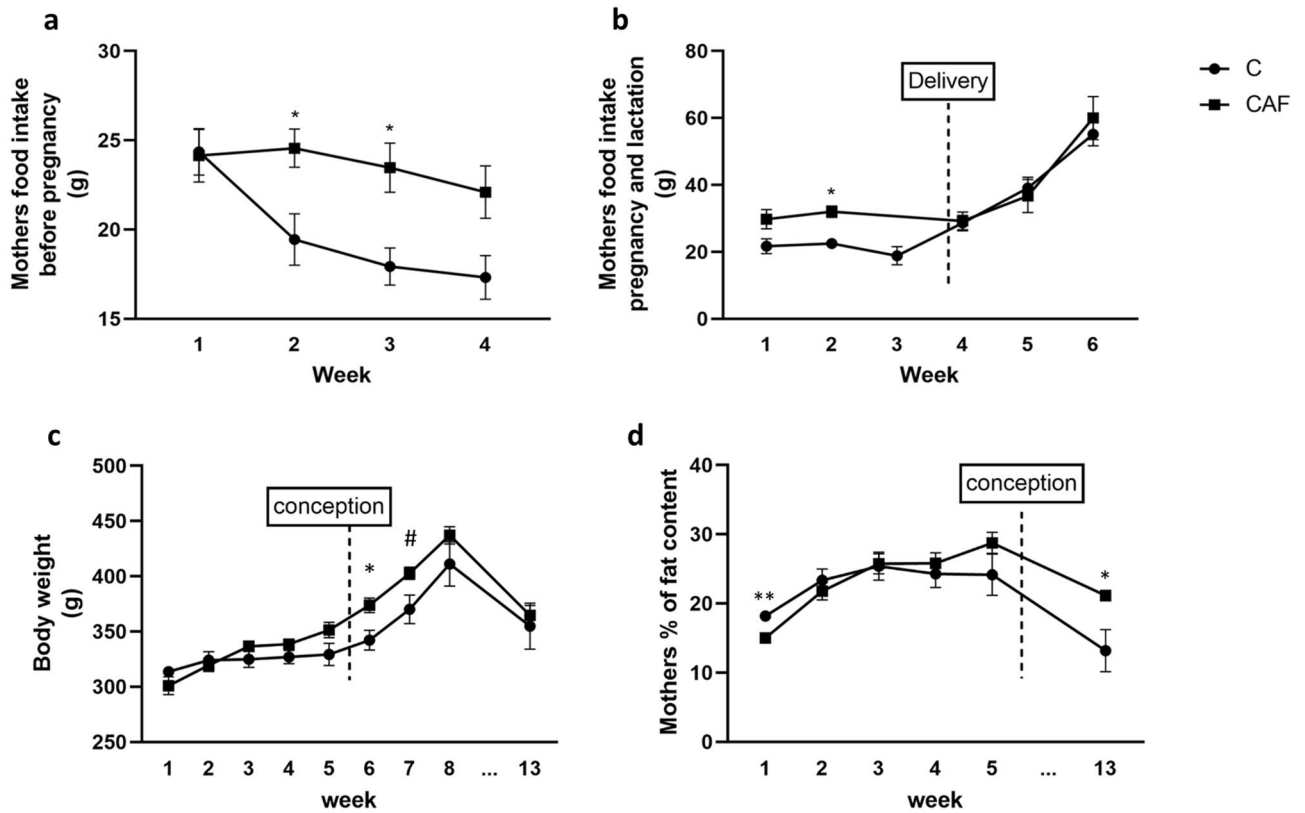 a
Mothers food intake
before pregnancy
(g)
30
25
20
15
*
*
1 2 3 4
Week
b
Mothers food intake
pregnancy and lactation
(g)
80
60
40
20
0
Delivery
*
1 2 3 4 5 6
Week
C
CAF
c
Body weight
(g)
500
450
400
350
300
250
conception
*
#
1 2 3 4 5 6 7 8 ... 13
week
d
Mothers % of fat content
40
30
20
10
0
conception
**
*
1 2 3 4 5 ... 13
week